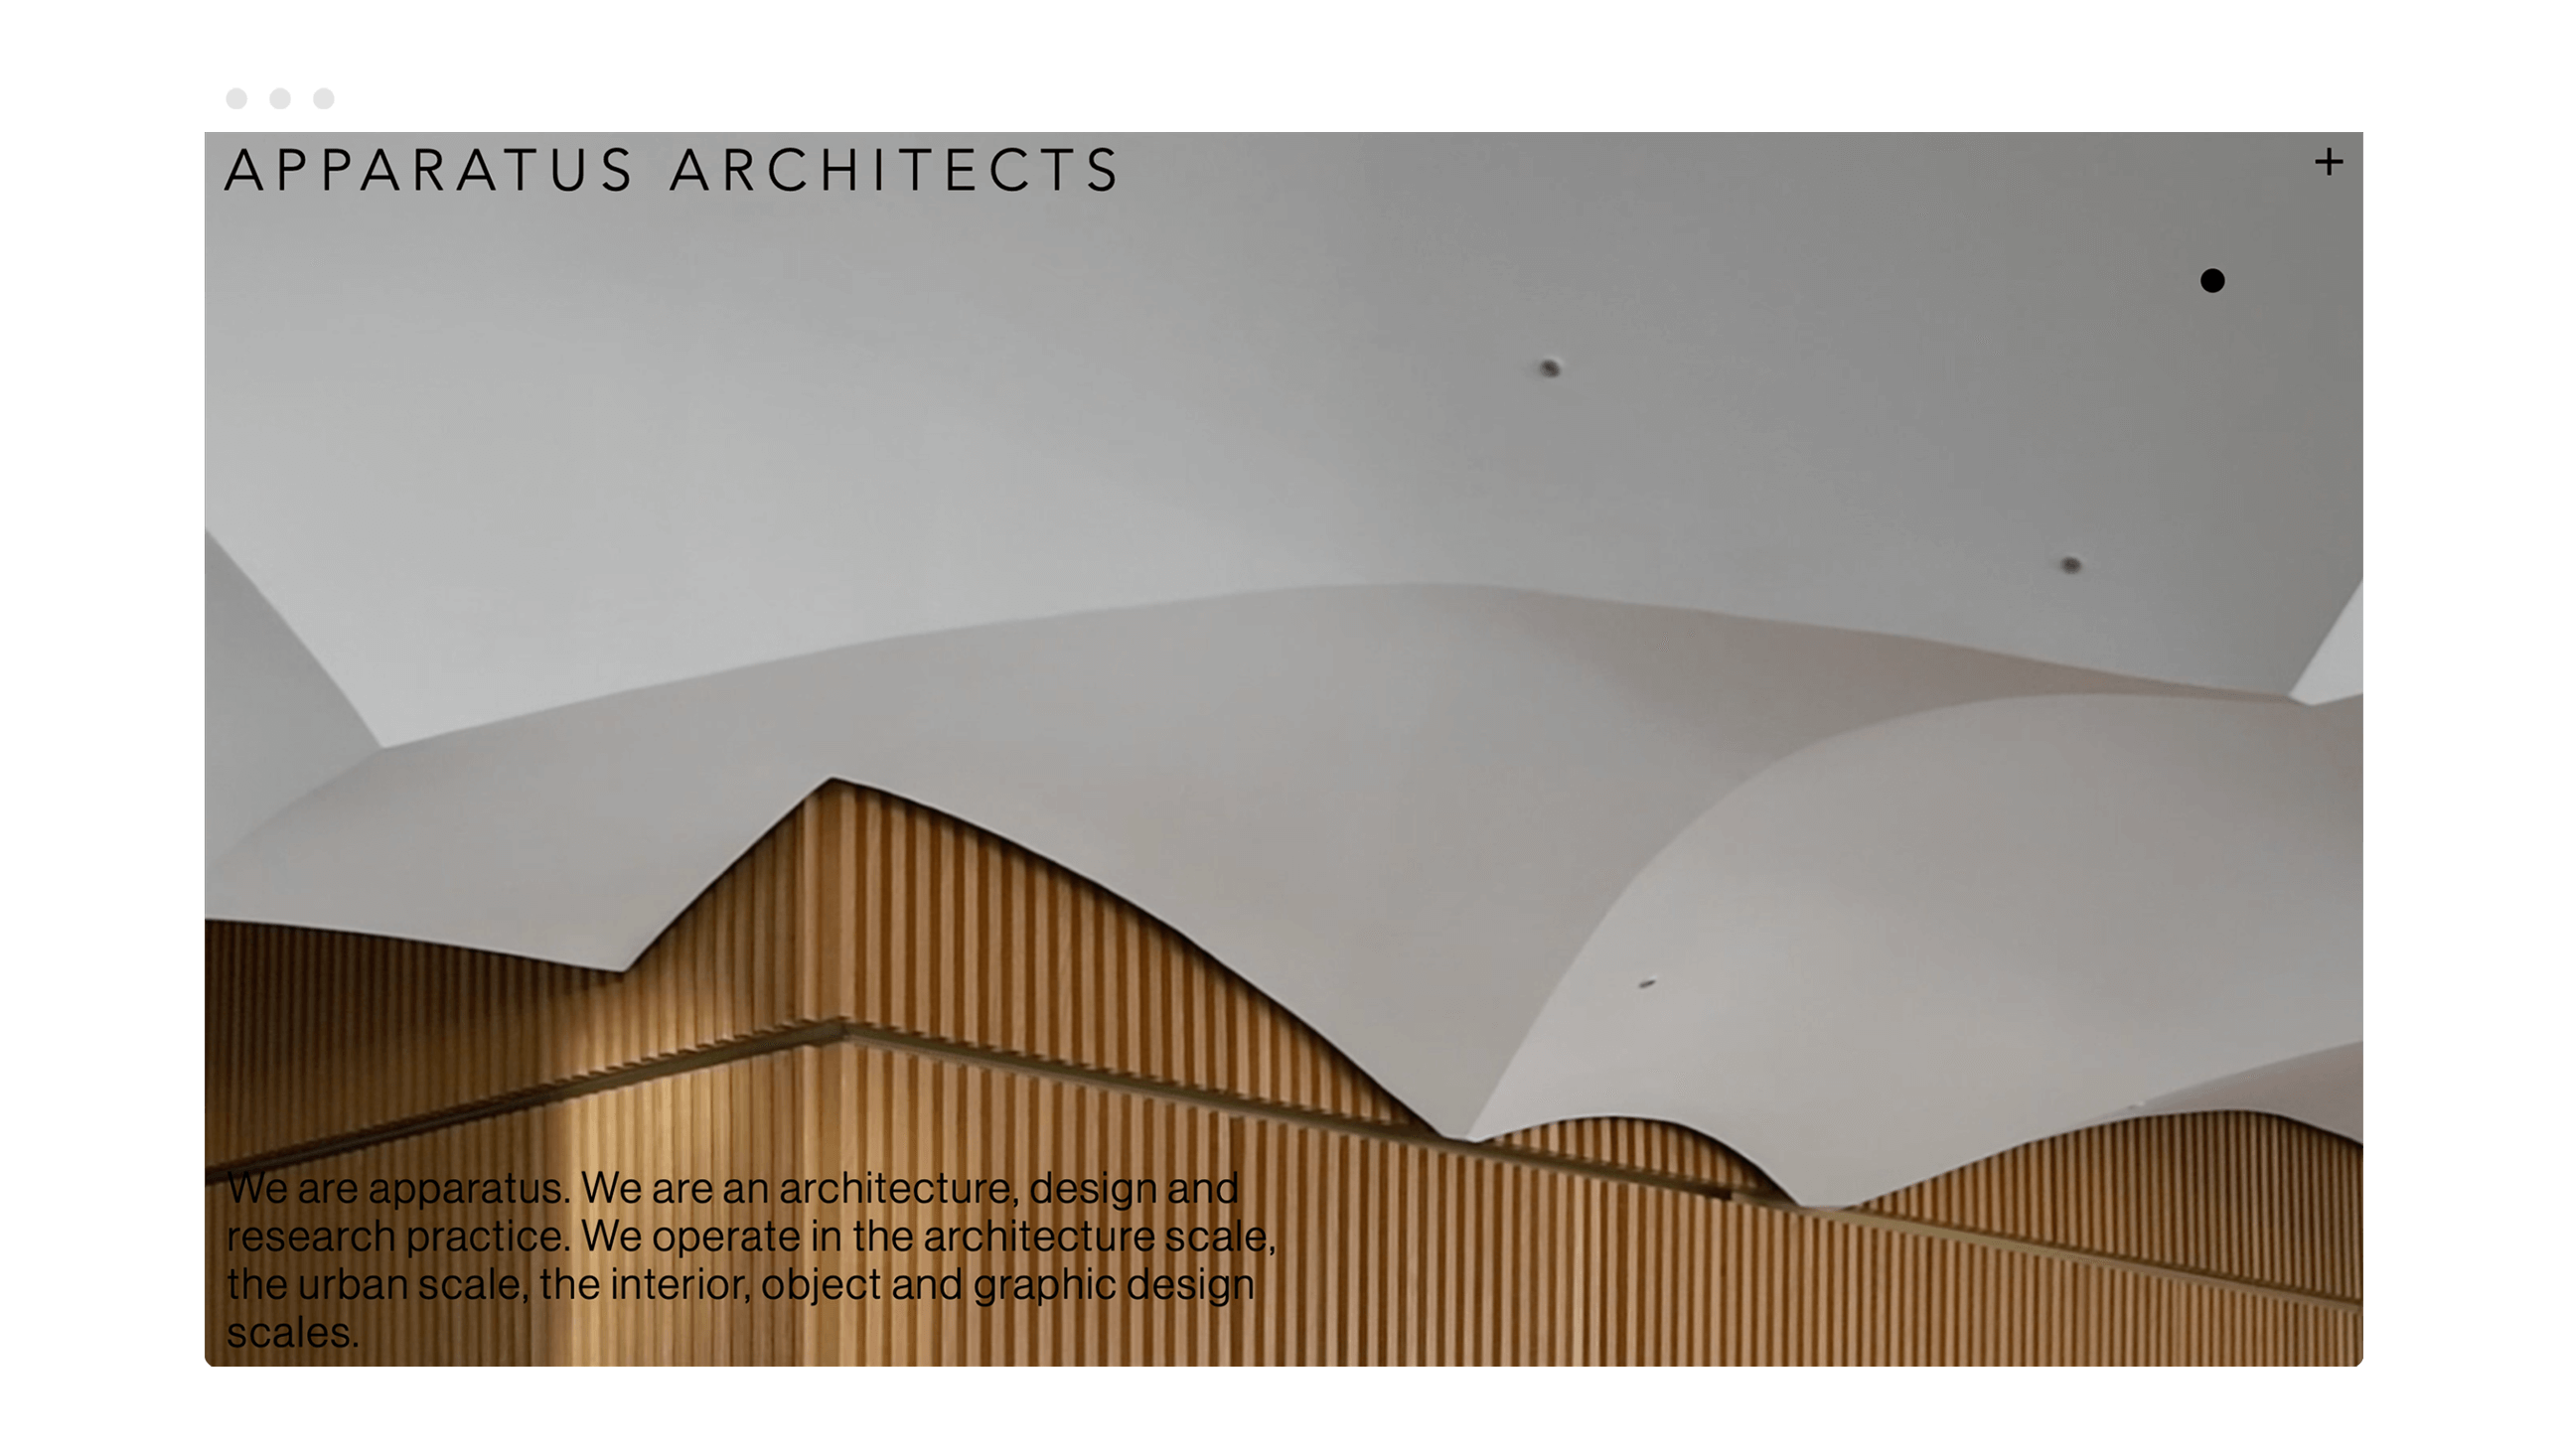 APPARATUS ARCHITECTS +
We are apparatus. We are an architecture, design and
research practice. We operate in the architecture scale,
the urban scale, the interior, object and graphic design
scales.